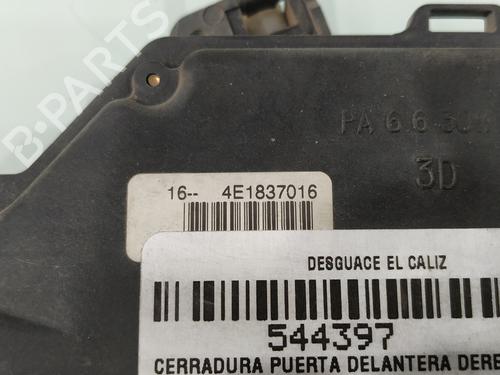 B-PARTS
PA 6.6
3D
16-- 4E1837016
DESGUACE EL CALIZ
544397
CERRADURA PUERTA DELANTERA DERE